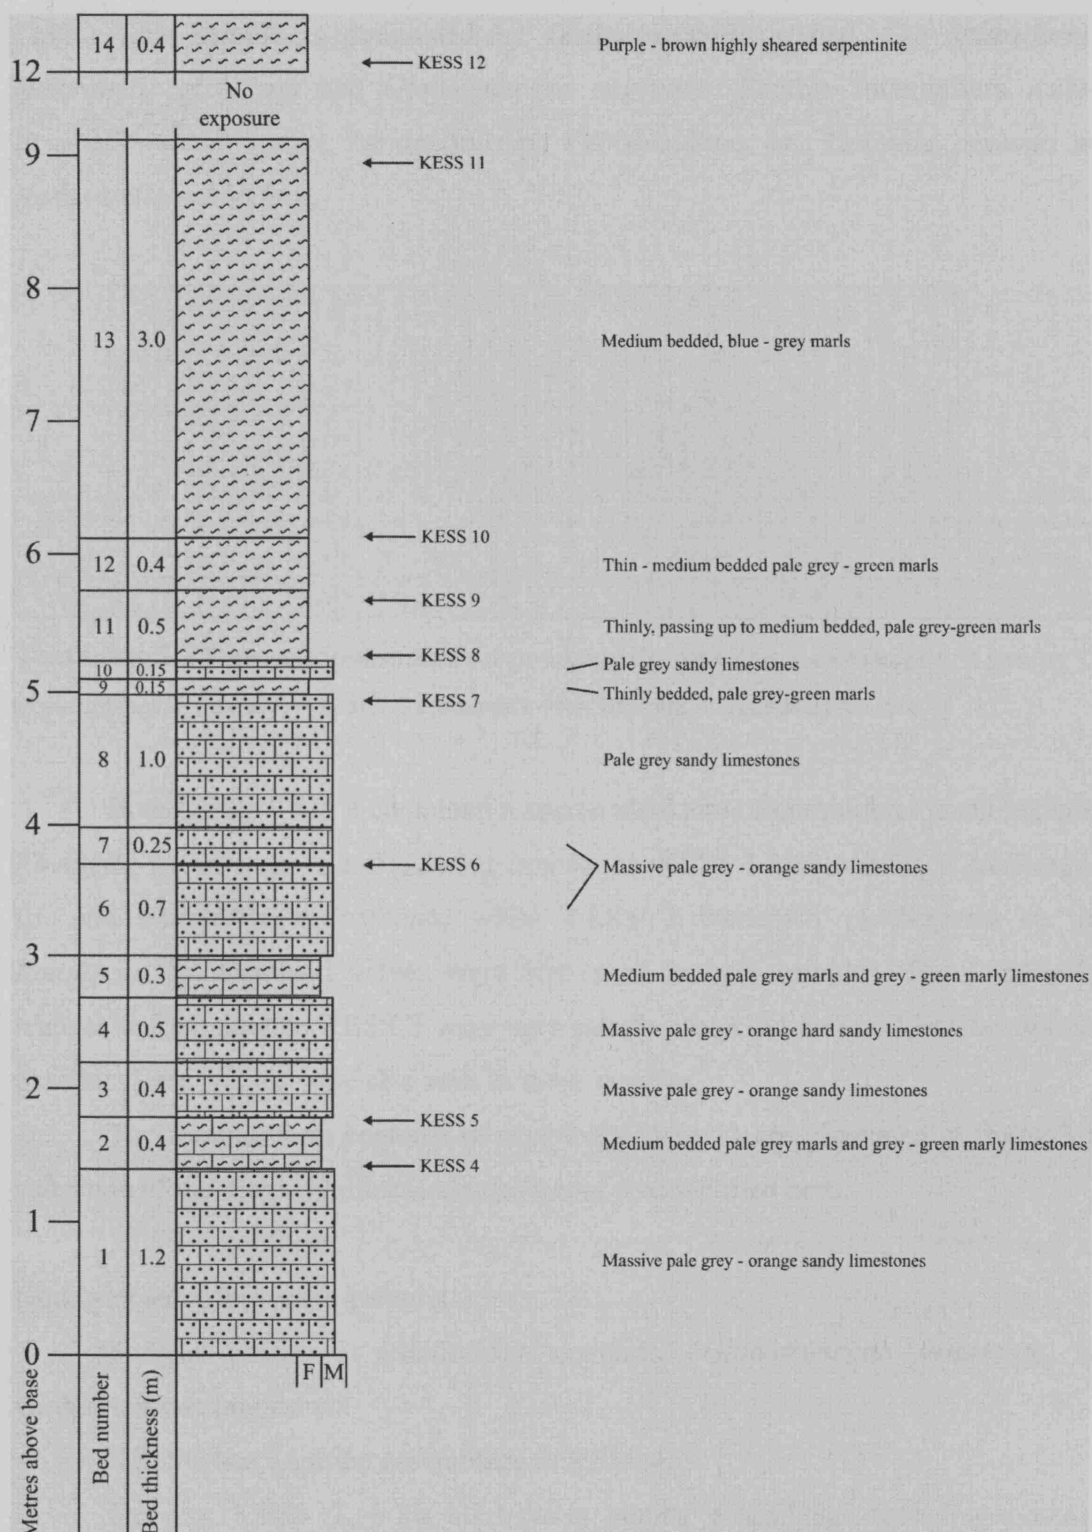 14 0.4 Purple - brown highly sheared serpentinite
KESS 12
12
No
exposure
9
KESS 11
8
13 3.0 Medium bedded, blue - grey marls
7
KESS 10
6
12 0.4 Thin - medium bedded pale grey - green marls
KESS 9
11 0.5 Thinly, passing up to medium bedded, pale grey-green marls
KESS 8
10 0.15 Pale grey sandy limestones
9 0.15 Thinly bedded, pale grey-green marls
5
KESS 7
8 1.0 Pale grey sandy limestones
4
7 0.25
KESS 6 Massive pale grey - orange sandy limestones
6 0.7
3
5 0.3 Medium bedded pale grey marls and grey - green marly limestones
4 0.5 Massive pale grey - orange hard sandy limestones
2
3 0.4 Massive pale grey - orange sandy limestones
KESS 5
2 0.4 Medium bedded pale grey marls and grey - green marly limestones
KESS 4
1
1 1.2 Massive pale grey - orange sandy limestones
0
F M
Metres above base
Bed number
Bed thickness (m)